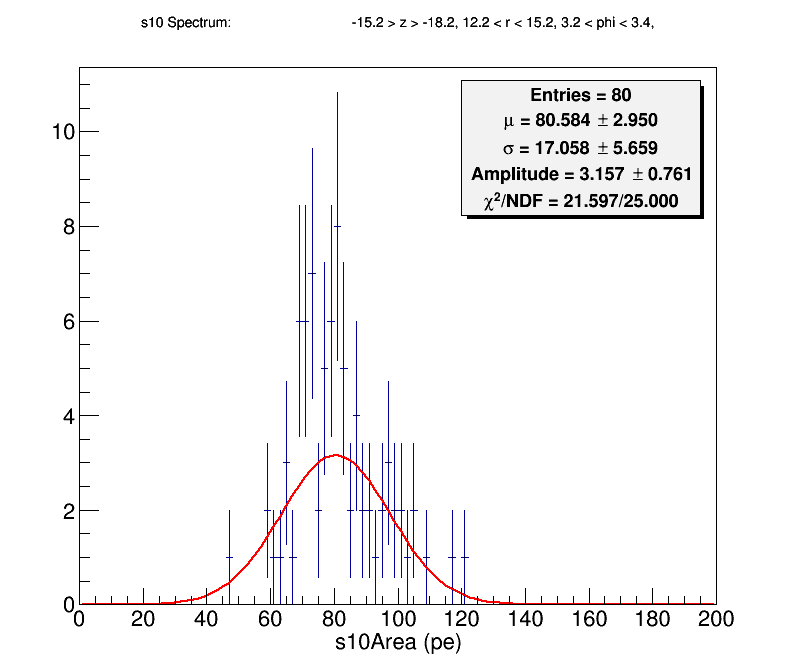 s10 Spectrum: -15.2 > z > -18.2, 12.2 < r < 15.2, 3.2 < phi < 3.4,
Entries = 80
μ = 80.584 ± 2.950
σ = 17.058 ± 5.659
Amplitude = 3.157 ± 0.761
χ²/NDF = 21.597/25.000
10
8
6
4
2
0
0 20 40 60 80 100 120 140 160 180 200
s10Area (pe)